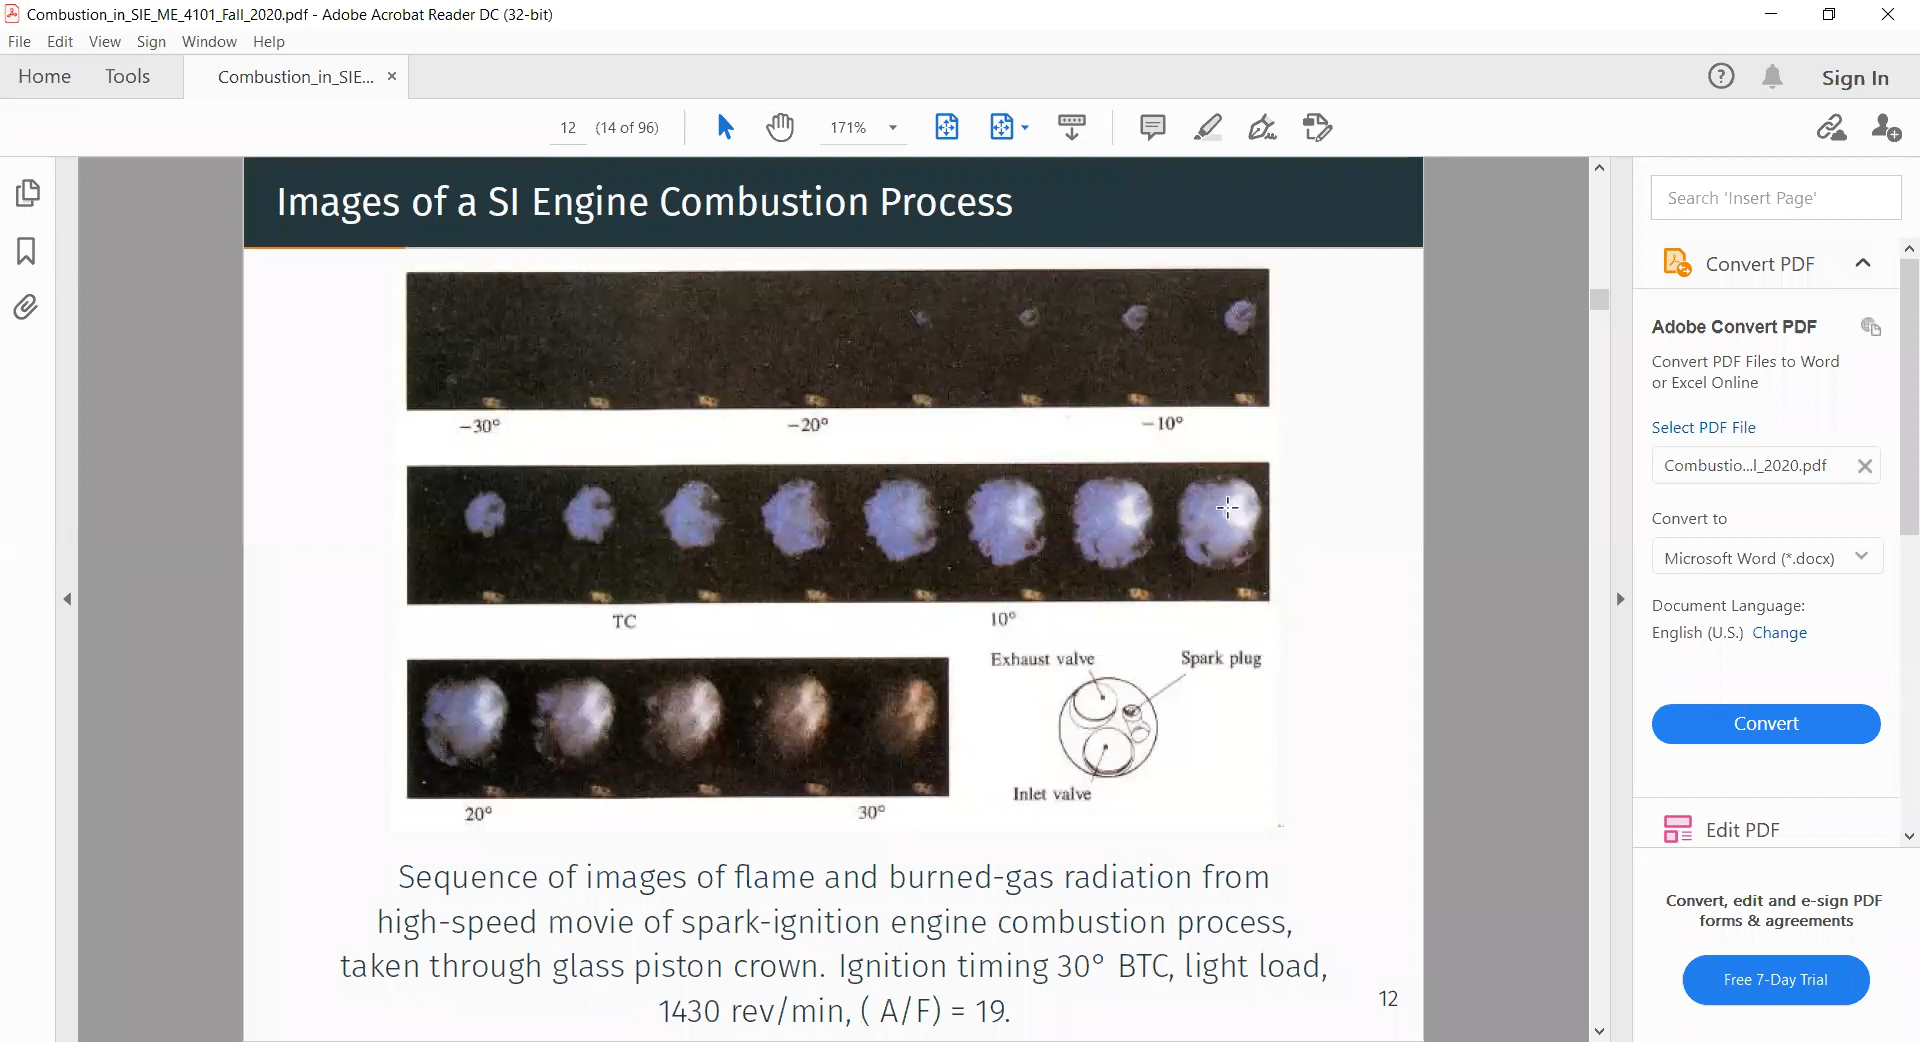 Combustion_in_SIE_ME_4101_Fall_2020.pdf - Adobe Acrobat Reader DC (32-bit)
File Edit View Sign Window Help
Home Tools Combustion_in_SIE... × Sign In
12 (14 of 96) 171%
Images of a SI Engine Combustion Process
−30° −20° −10°
TC 10°
Exhaust valve Spark plug
Inlet valve
20° 30°
Sequence of images of flame and burned-gas radiation from
high-speed movie of spark-ignition engine combustion process,
taken through glass piston crown. Ignition timing 30° BTC, light load,
1430 rev/min, ( A/F) = 19.
12
Search 'Insert Page'
Convert PDF
Adobe Convert PDF
Convert PDF Files to Word
or Excel Online
Select PDF File
Combustio...l_2020.pdf
Convert to
Microsoft Word (*.docx)
Document Language:
English (U.S.) Change
Convert
Edit PDF
Convert, edit and e-sign PDF
forms & agreements
Free 7-Day Trial